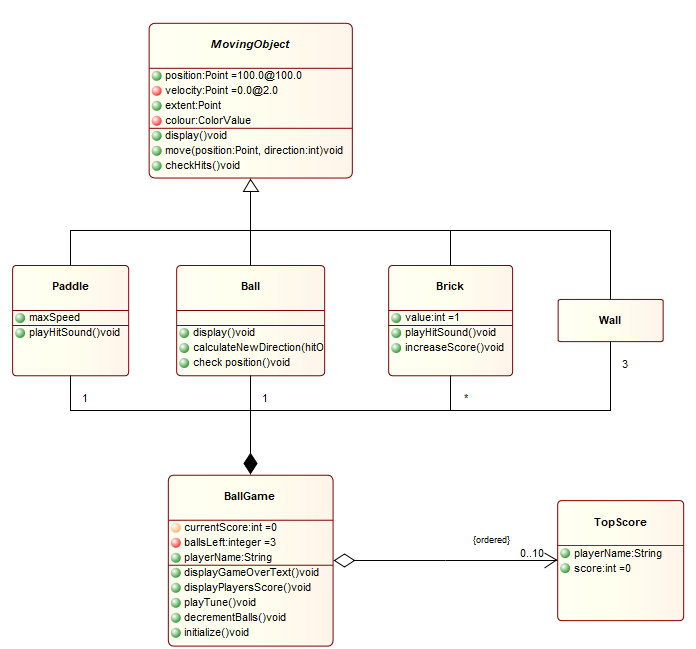 MovingObject
position:Point =100.0@100.0
velocity:Point =0.0@2.0
extent:Point
colour:ColorValue
display()void
move(position:Point, direction:int)void
checkHits()void
Paddle
maxSpeed
playHitSound()void
Ball
display()void
calculateNewDirection(hitO
check position()void
Brick
value:int =1
playHitSound()void
increaseScore()void
Wall
1
1
*
3
BallGame
currentScore:int =0
ballsLeft:integer =3
playerName:String
displayGameOverText()void
displayPlayersScore()void
playTune()void
decrementBalls()void
initialize()void
{ordered}
0..10
TopScore
playerName:String
score:int =0